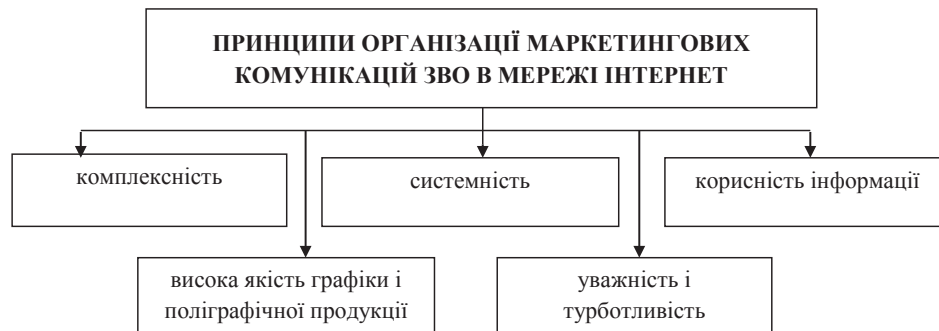 ПРИНЦИПИ ОРГАНІЗАЦІЇ МАРКЕТИНГОВИХ
КОМУНІКАЦІЙ ЗВО В МЕРЕЖІ ІНТЕРНЕТ
комплексність
системність
корисність інформації
висока якість графіки і
поліграфічної продукції
уважність і
турботливість